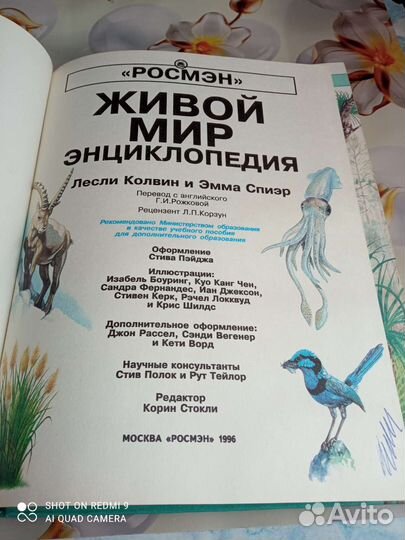 «РОСМЭН»
ЖИВОЙ
МИР
ЭНЦИКЛОПЕДИЯ
Лесли Колвин и Эмма Спиэр
Перевод с английского
Г.И.Рожковой
Рецензент Л.П.Корзун
Рекомендовано Министерством образования
в качестве учебного пособия
для дополнительного образования
Оформление
Стива Пэйджа
Иллюстрации:
Изабель Боуринг, Куо Канг Чен,
Сандра Фернандес, Иан Джексон,
Стивен Керк, Рэчел Локквуд
и Крис Шилдс
Дополнительное оформление:
Джон Рассел, Сэнди Вегенер
и Кети Ворд
Научные консультанты
Стив Полок и Рут Тейлор
Редактор
Корин Стокли
МОСКВА «РОСМЭН» 1996
SHOT ON REDMI 9
AI QUAD CAMERA
Avito